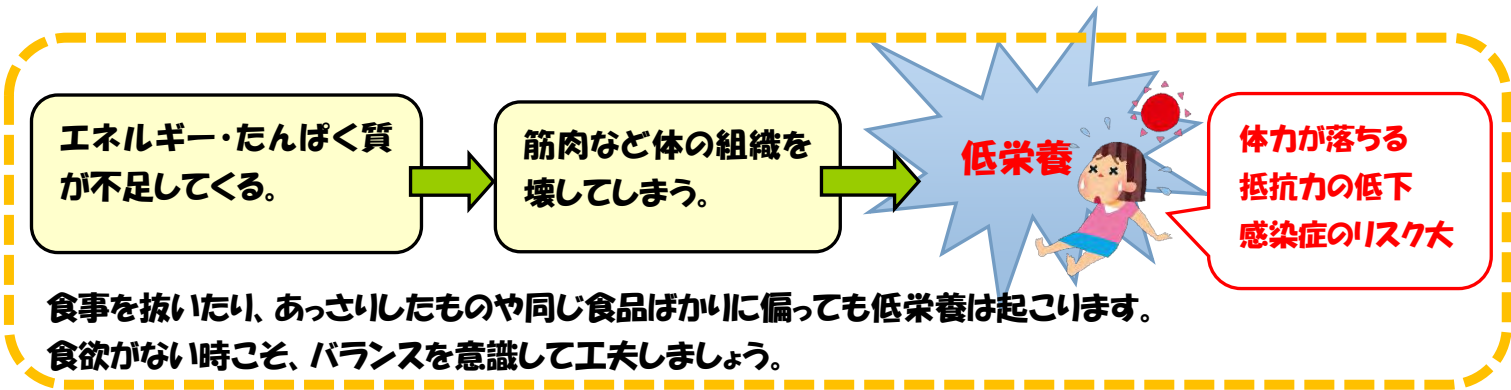 エネルギー・たんぱく質
が不足してくる。
筋肉など体の組織を
壊してしまう。
低栄養
体力が落ちる
抵抗力の低下
感染症のリスク大
食事を抜いたり、あっさりしたものや同じ食品ばかりに偏っても低栄養は起こります。
食欲がない時こそ、バランスを意識して工夫しましょう。